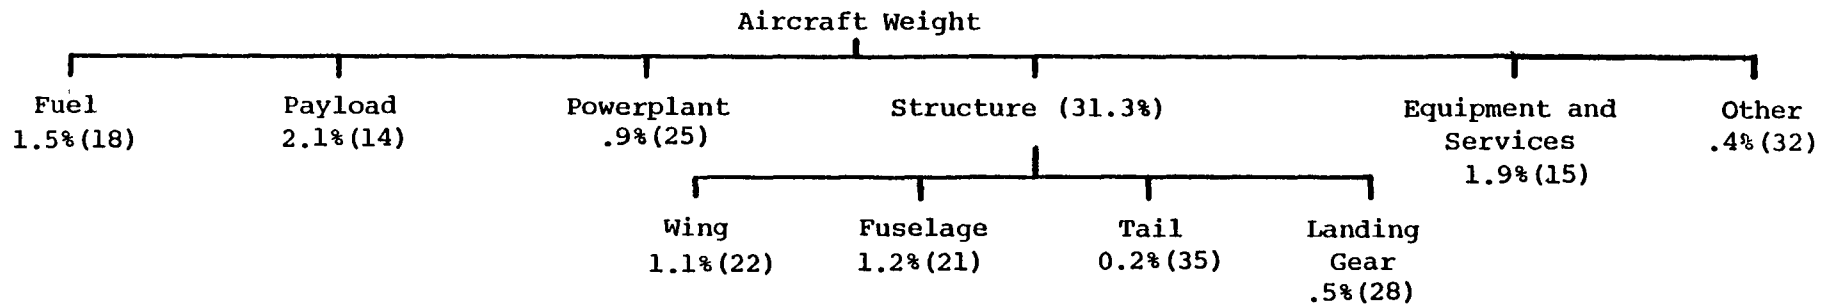 Aircraft Weight
Fuel
1.5%(18)
Payload
2.1%(14)
Powerplant
.9%(25)
Structure (31.3%)
Equipment and
Services
1.9%(15)
Other
.4%(32)
Wing
1.1%(22)
Fuselage
1.2%(21)
Tail
0.2%(35)
Landing
Gear
.5%(28)